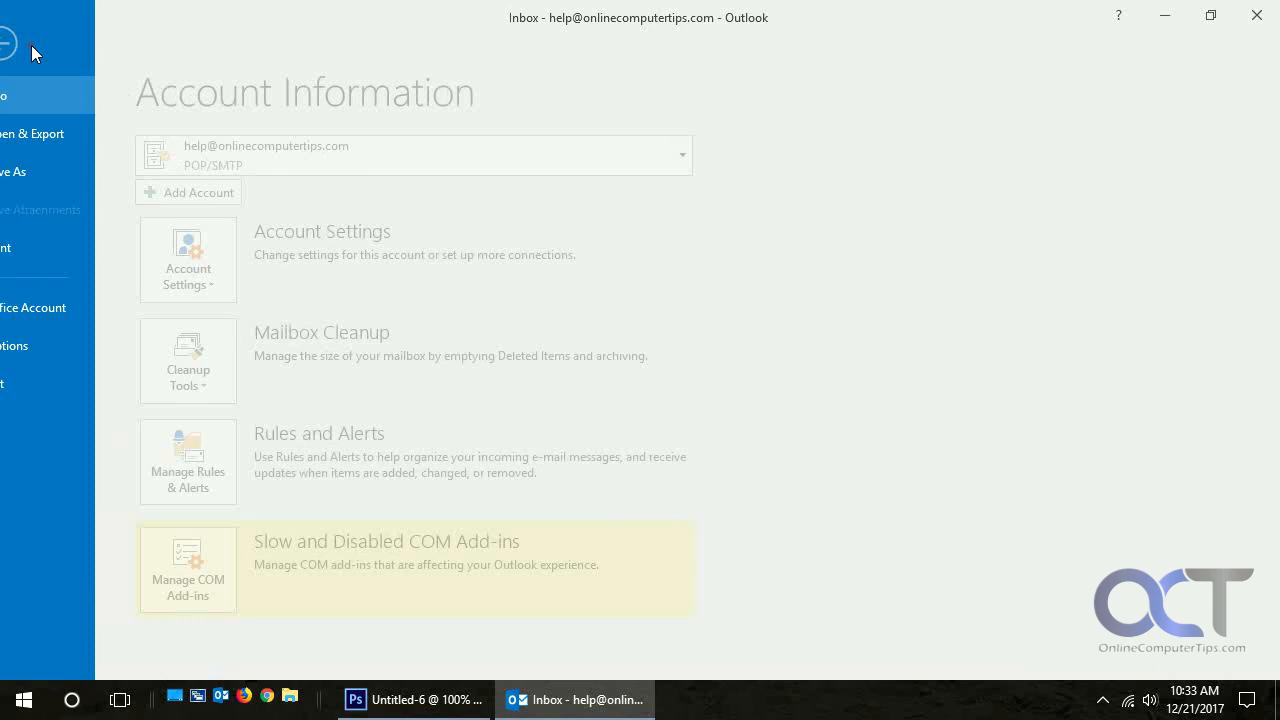 Inbox - help@onlinecomputertips.com - Outlook
?
Account Information
help@onlinecomputertips.com
POP/SMTP
Add Account
o
pen & Export
ve As
ve Attachments
nt
fice Account
tions
t
Account Settings
Account Settings
Change settings for this account or set up more connections.
Mailbox Cleanup
Cleanup Tools
Manage the size of your mailbox by emptying Deleted Items and archiving.
Rules and Alerts
Manage Rules & Alerts
Use Rules and Alerts to help organize your incoming e-mail messages, and receive
updates when items are added, changed, or removed.
Slow and Disabled COM Add-ins
Manage COM Add-ins
Manage COM add-ins that are affecting your Outlook experience.
OCT
OnlineComputerTips.com
Ps Untitled-6 @ 100% ...
Inbox - help@onlin...
10:33 AM
12/21/2017